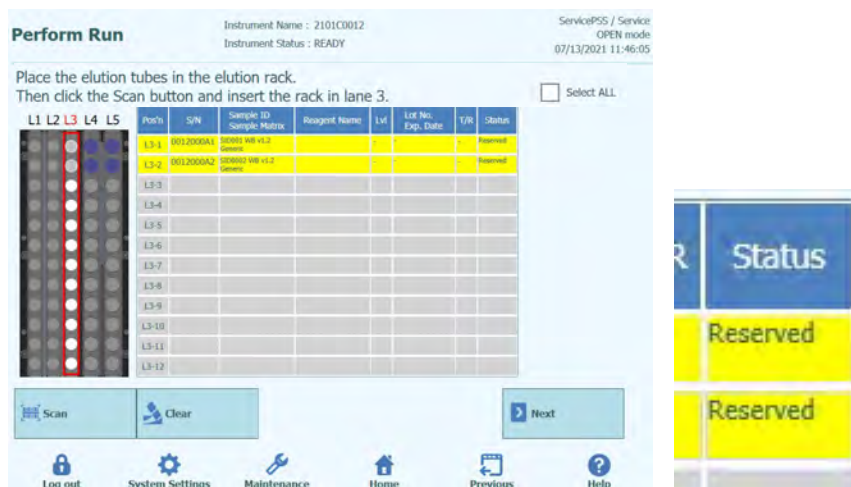 Perform Run
Instrument Name : 2101C0012
Instrument Status : READY
ServicePSS / Service
OPEN mode
07/13/2021 11:46:05
Place the elution tubes in the elution rack.
Then click the Scan button and insert the rack in lane 3.
Select ALL
L1 L2 L3 L4 L5
Pos'n S/N Sample ID Sample Matrix Reagent Name Lvl Lot No. Exp. Date T/R Status
L3-1 0012000A1 SID001 WB v1.2 Generic - - - Reserved
L3-2 0012000A2 SID002 WB v1.2 Generic - - - Reserved
L3-3
L3-4
L3-5
L3-6
L3-7
L3-8
L3-9
L3-10
L3-11
L3-12
Scan
Clear
Next
Log out
System Settings
Maintenance
Home
Previous
Help
R Status
Reserved
Reserved